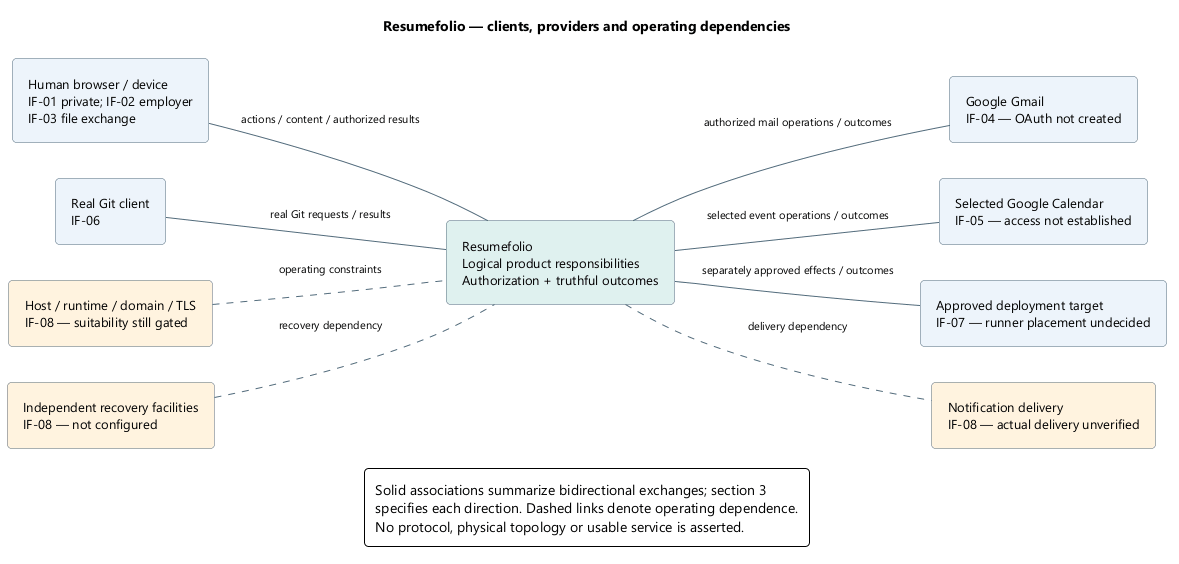 Resumefolio — clients, providers and operating dependencies
Human browser / device
IF-01 private; IF-02 employer
IF-03 file exchange
actions / content / authorized results
Real Git client
IF-06
real Git requests / results
Host / runtime / domain / TLS
IF-08 — suitability still gated
operating constraints
Independent recovery facilities
IF-08 — not configured
recovery dependency
Resumefolio
Logical product responsibilities
Authorization + truthful outcomes
authorized mail operations / outcomes
Google Gmail
IF-04 — OAuth not created
selected event operations / outcomes
Selected Google Calendar
IF-05 — access not established
separately approved effects / outcomes
Approved deployment target
IF-07 — runner placement undecided
delivery dependency
Notification delivery
IF-08 — actual delivery unverified
Solid associations summarize bidirectional exchanges; section 3
specifies each direction. Dashed links denote operating dependence.
No protocol, physical topology or usable service is asserted.